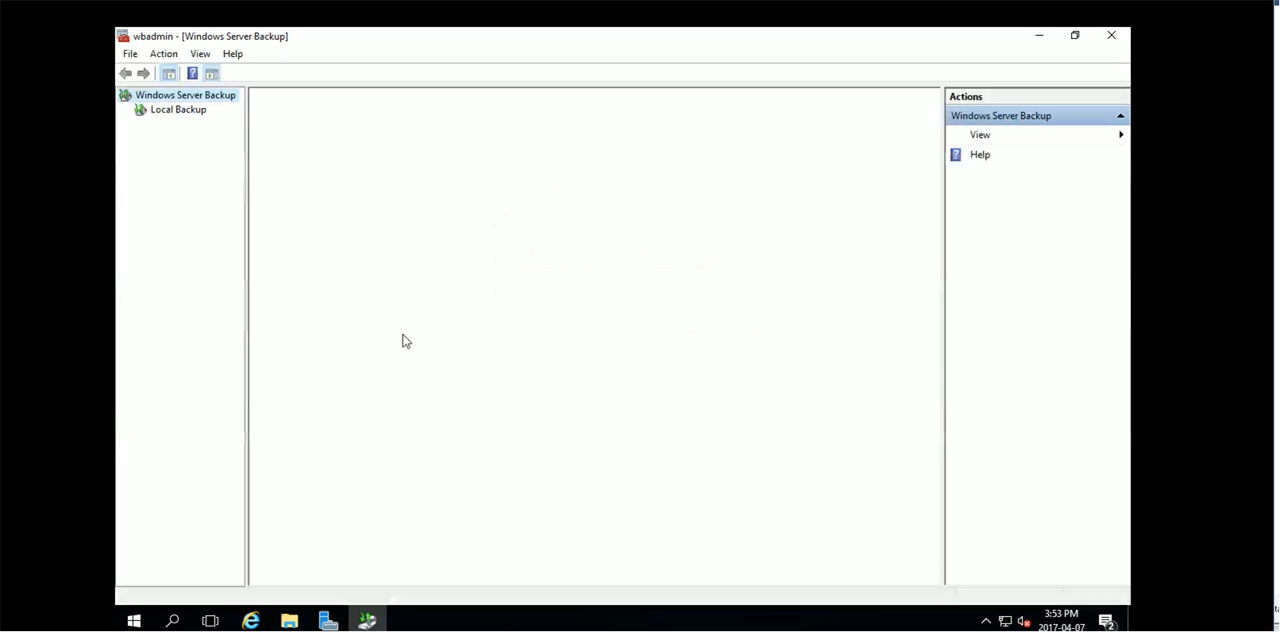 wbadmin - [Windows Server Backup]
File Action View Help
Windows Server Backup
Local Backup
Actions
Windows Server Backup
View
Help
3:53 PM
2017-04-07
2